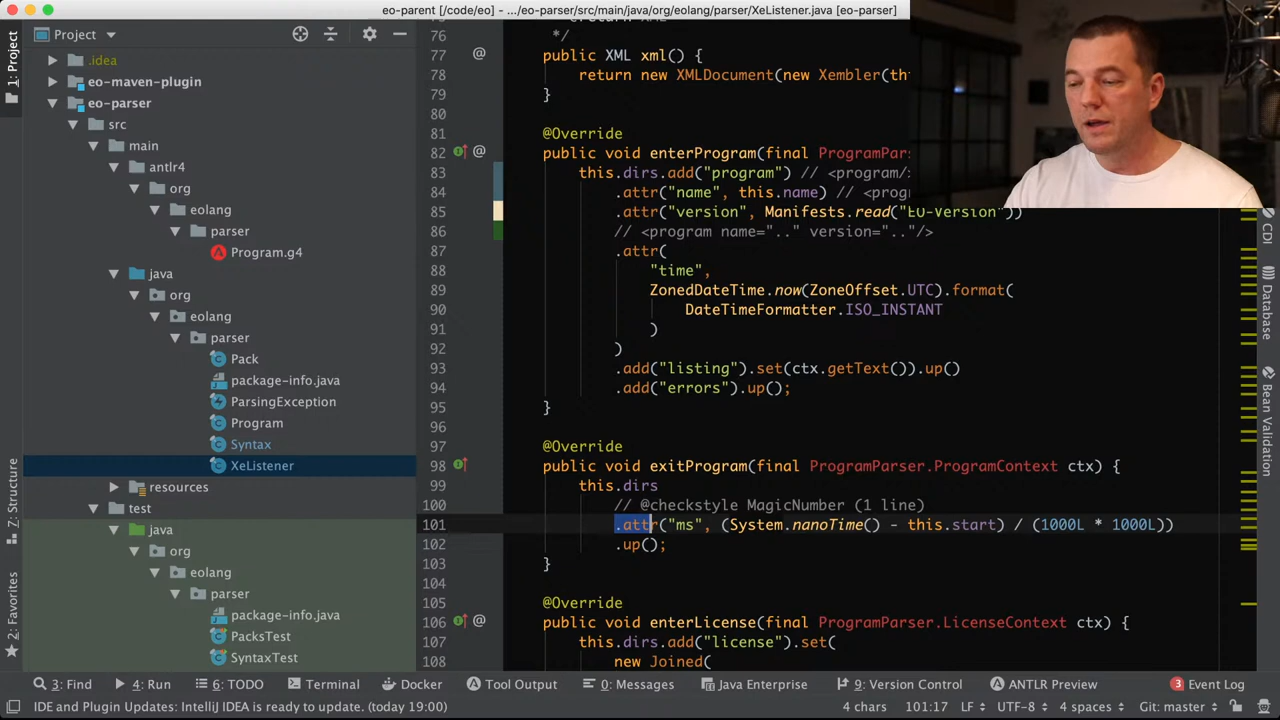 eo-parent [/code/eo] - .../eo-parser/src/main/java/org/eolang/parser/XeListener.java [eo-parser]
1: Project
Z: Structure
2: Favorites
Project
.idea
eo-maven-plugin
eo-parser
src
main
antlr4
org
eolang
parser
Program.g4
java
org
eolang
parser
Pack
package-info.java
ParsingException
Program
Syntax
XeListener
resources
test
java
org
eolang
parser
package-info.java
PacksTest
SyntaxTest
76 */
77 public XML xml() {
78 return new XMLDocument(new Xembler(thi
79 }
80
81 @Override
82 public void enterProgram(final ProgramPars
83 this.dirs.add("program") // <program/>
84 .attr("name", this.name) // <prog
85 .attr("version", Manifests.read("EO-Version"))
86 // <program name=".." version=".."/>
87 .attr(
88 "time",
89 ZonedDateTime.now(ZoneOffset.UTC).format(
90 DateTimeFormatter.ISO_INSTANT
91 )
92 )
93 .add("listing").set(ctx.getText()).up()
94 .add("errors").up();
95 }
96
97 @Override
98 public void exitProgram(final ProgramParser.ProgramContext ctx) {
99 this.dirs
100 // @checkstyle MagicNumber (1 line)
101 .attr("ms", (System.nanoTime() - this.start) / (1000L * 1000L))
102 .up();
103 }
104
105 @Override
106 public void enterLicense(final ProgramParser.LicenseContext ctx) {
107 this.dirs.add("license").set(
108 new Joined(
CDI
Database
Bean Validation
3: Find
4: Run
6: TODO
Terminal
Docker
Tool Output
0: Messages
Java Enterprise
9: Version Control
ANTLR Preview
3 Event Log
IDE and Plugin Updates: IntelliJ IDEA is ready to update. (today 19:00)
4 chars 101:17 LF UTF-8 4 spaces Git: master